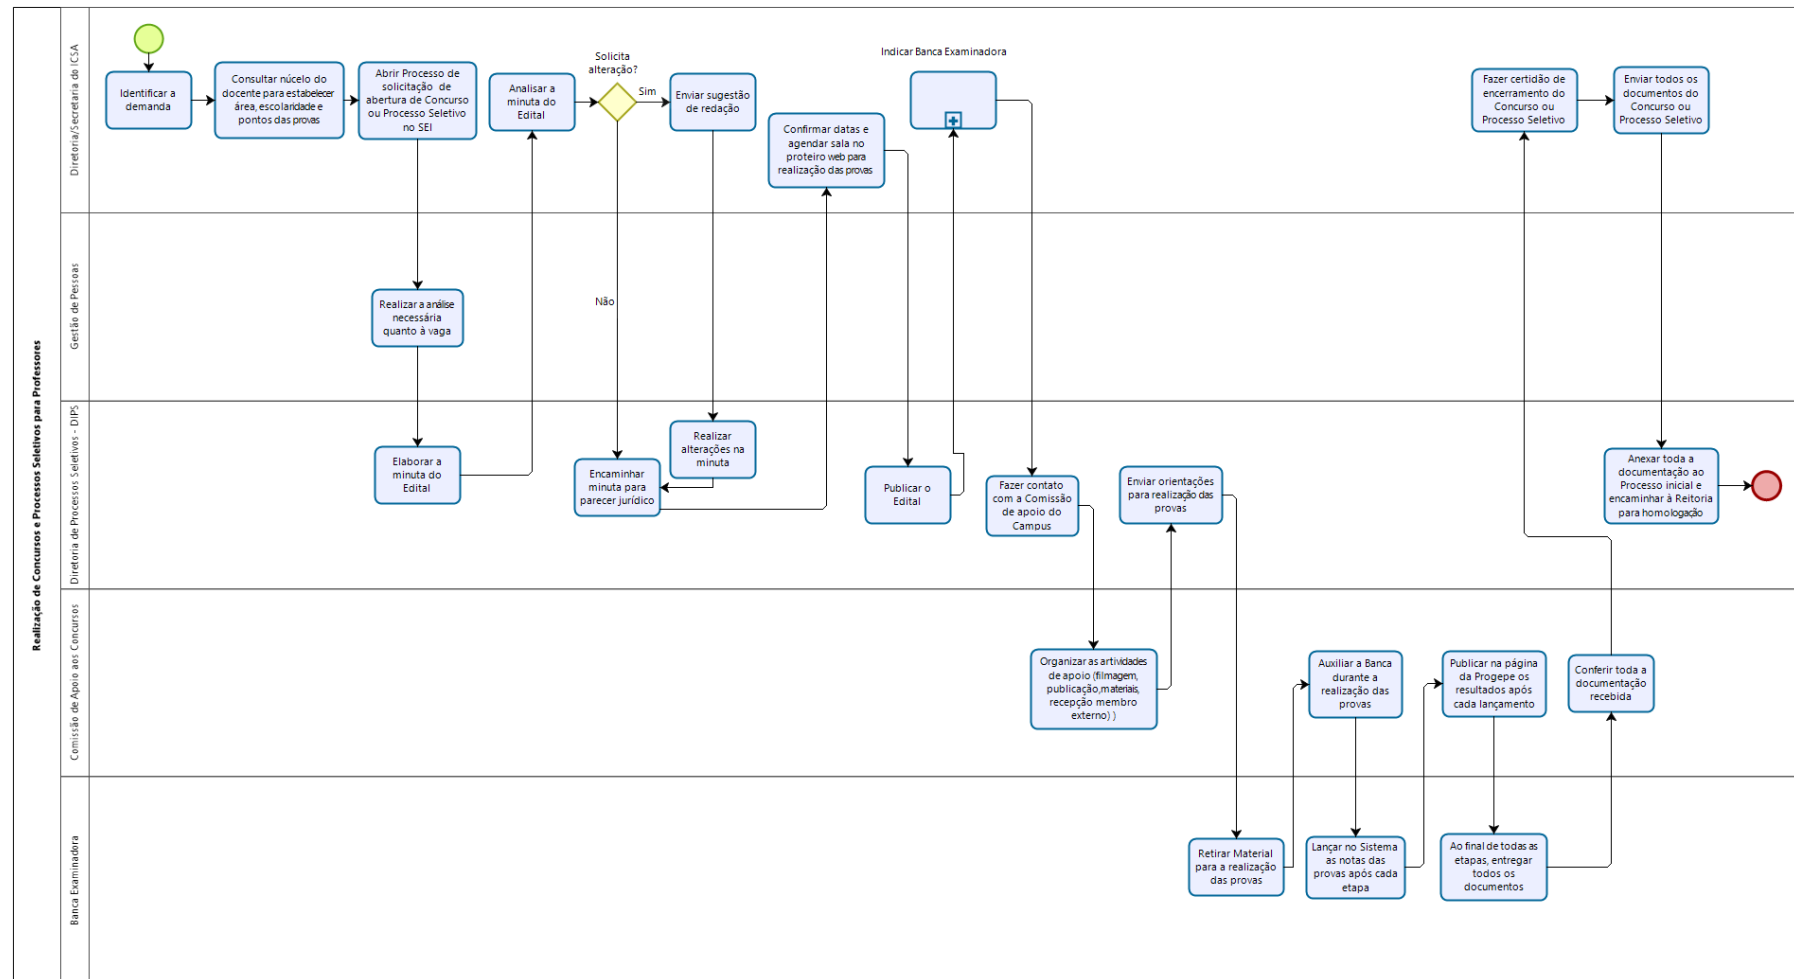 Realização de Concursos e Processos Seletivos para Professores
Diretoria/Secretaria do ICSA
Identificar a
demanda
Consultar núcelo do
docente para estabelecer
área, escolaridade e
pontos das provas
Abrir Processo de
solicitação de
abertura de Concurso
ou Processo Seletivo
no SEI
Analisar a
minuta do
Edital
Solicita
alteração?
Sim
Não
Enviar sugestão
de redação
Confirmar datas e
agendar sala no
proteiro web para
realização das provas
Indicar Banca Examinadora
Fazer certidão de
encerramento do
Concurso ou
Processo Seletivo
Enviar todos os
documentos do
Concurso ou
Processo Seletivo
Gestão de Pessoas
Realizar a análise
necessária
quanto à vaga
Diretoria de Processos Seletivos - DIPS
Elaborar a
minuta do
Edital
Encaminhar
minuta para
parecer jurídico
Realizar
alterações na
minuta
Publicar o
Edital
Fazer contato
com a Comissão
de apoio do
Campus
Enviar orientações
para realização das
provas
Anexar toda a
documentação ao
Processo inicial e
encaminhar à Reitoria
para homologação
Comissão de Apoio aos Concursos
Organizar as artividades
de apoio (filmagem,
publicação,materiais,
recepção membro
externo) )
Auxiliar a Banca
durante a
realização das
provas
Publicar na página
da Progepe os
resultados após
cada lançamento
Conferir toda a
documentação
recebida
Banca Examinadora
Retirar Material
para a realização
das provas
Lançar no Sistema
as notas das
provas após cada
etapa
Ao final de todas as
etapas, entregar
todos os
documentos